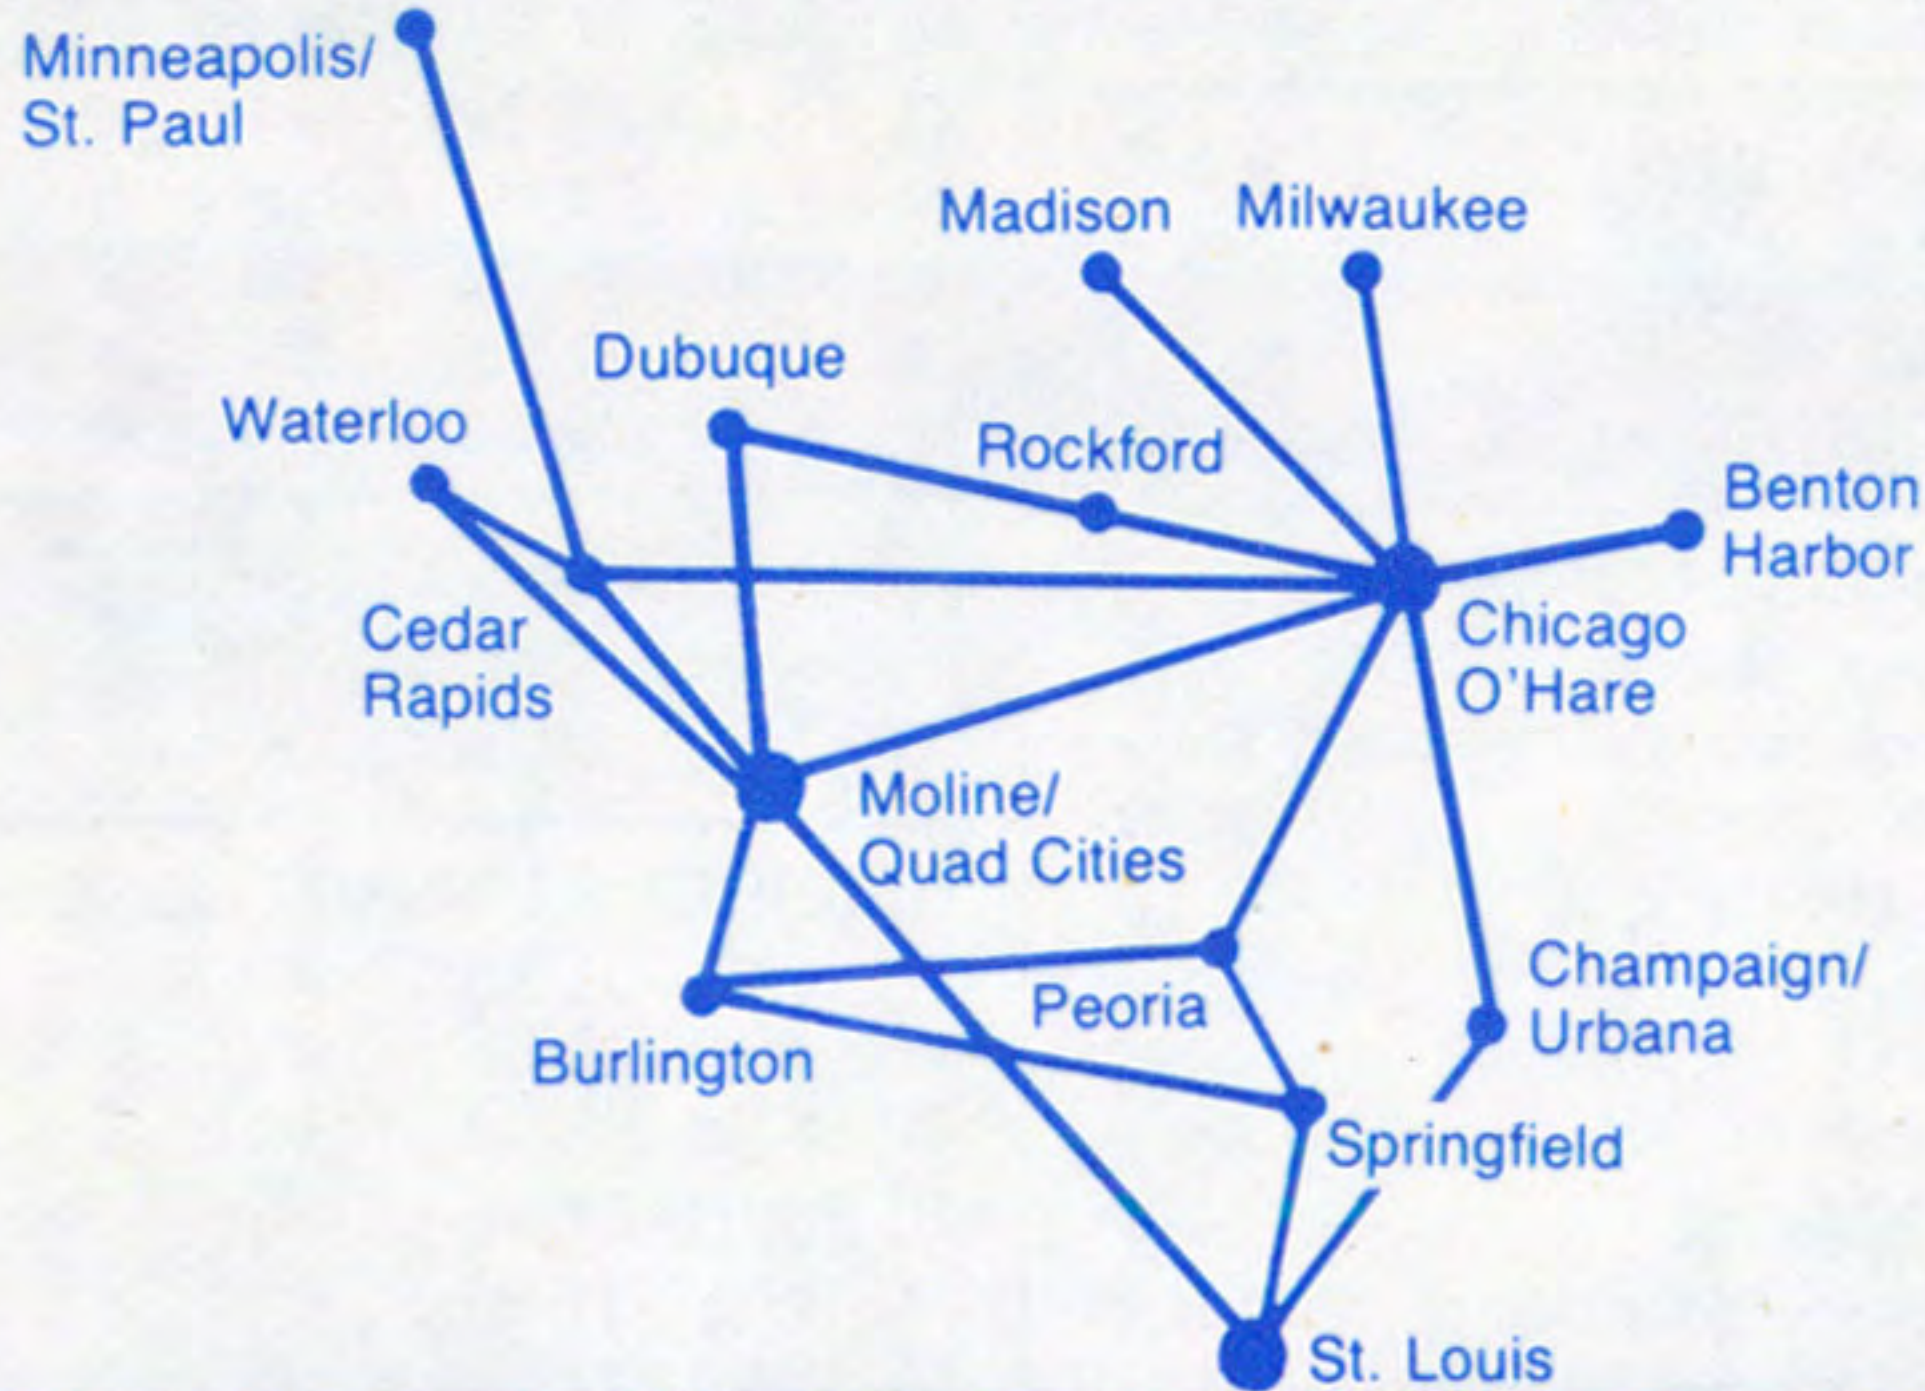 Minneapolis/
St. Paul
Madison
Milwaukee
Dubuque
Waterloo
Rockford
Benton
Harbor
Cedar
Rapids
Chicago
O'Hare
Moline/
Quad Cities
Champaign/
Urbana
Peoria
Burlington
Springfield
St. Louis